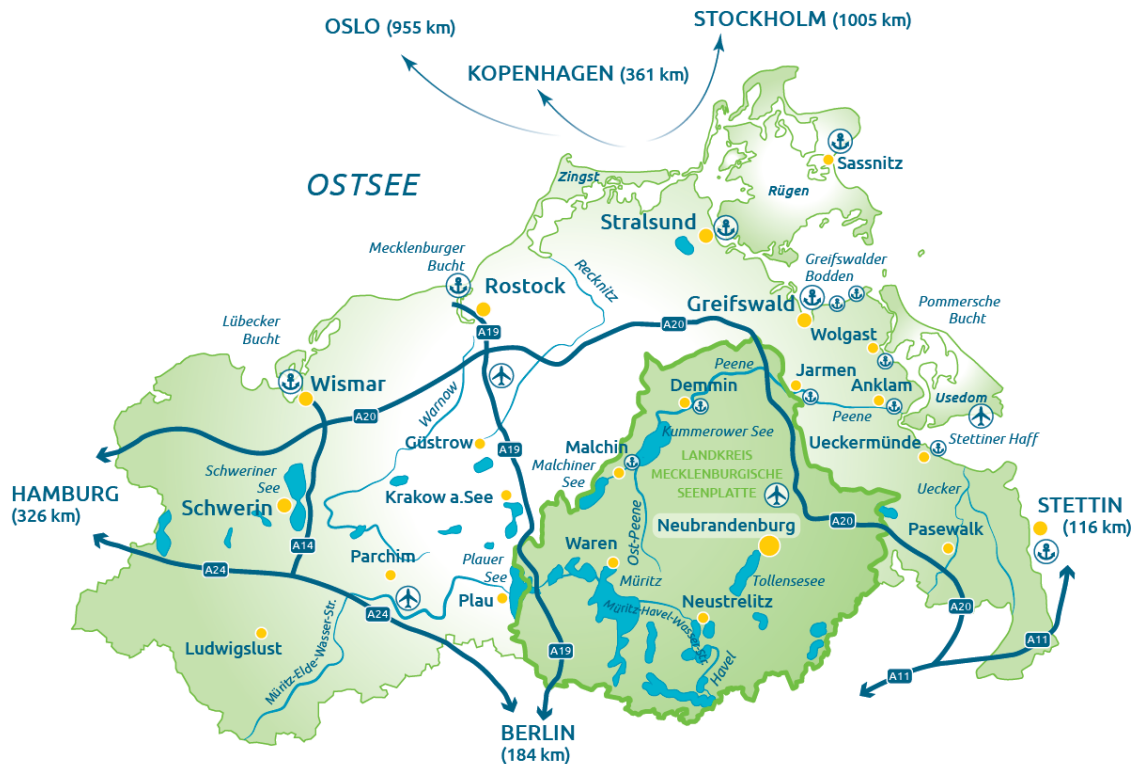 OSLO (955 km)
STOCKHOLM (1005 km)
KOPENHAGEN (361 km)
OSTSEE
Zingst
Sassnitz
Rügen
Stralsund
Mecklenburger
Bucht
Rostock
Recknitz
Greifswalder
Bodden
Greifswald
Pommersche
Bucht
Lübecker
Bucht
A19
A20
Wolgast
Wismar
Warnow
A20
Peene
Demmin
Jarmen
Anklam
Peene
Usedom
Güstrow
A19
Kummerower See
Ueckermünde
Stettiner Haff
Malchin
Malchiner
See
LANDKREIS
MECKLENBURGISCHE
SEENPLATTE
Schweriner
See
Schwerin
Krakow a.See
Uecker
HAMBURG
(326 km)
STETTIN
(116 km)
Neubrandenburg
A20
Pasewalk
A14
Parchim
Plauer
See
Waren
Ost-Peene
Müritz
Tollensesee
A24
Plau
A24
Müritz-Havel-Wasser-Str.
Neustrelitz
A20
Ludwigslust
Müritz-Elde-Wasser-Str.
A19
Havel
A11
A11
BERLIN
(184 km)